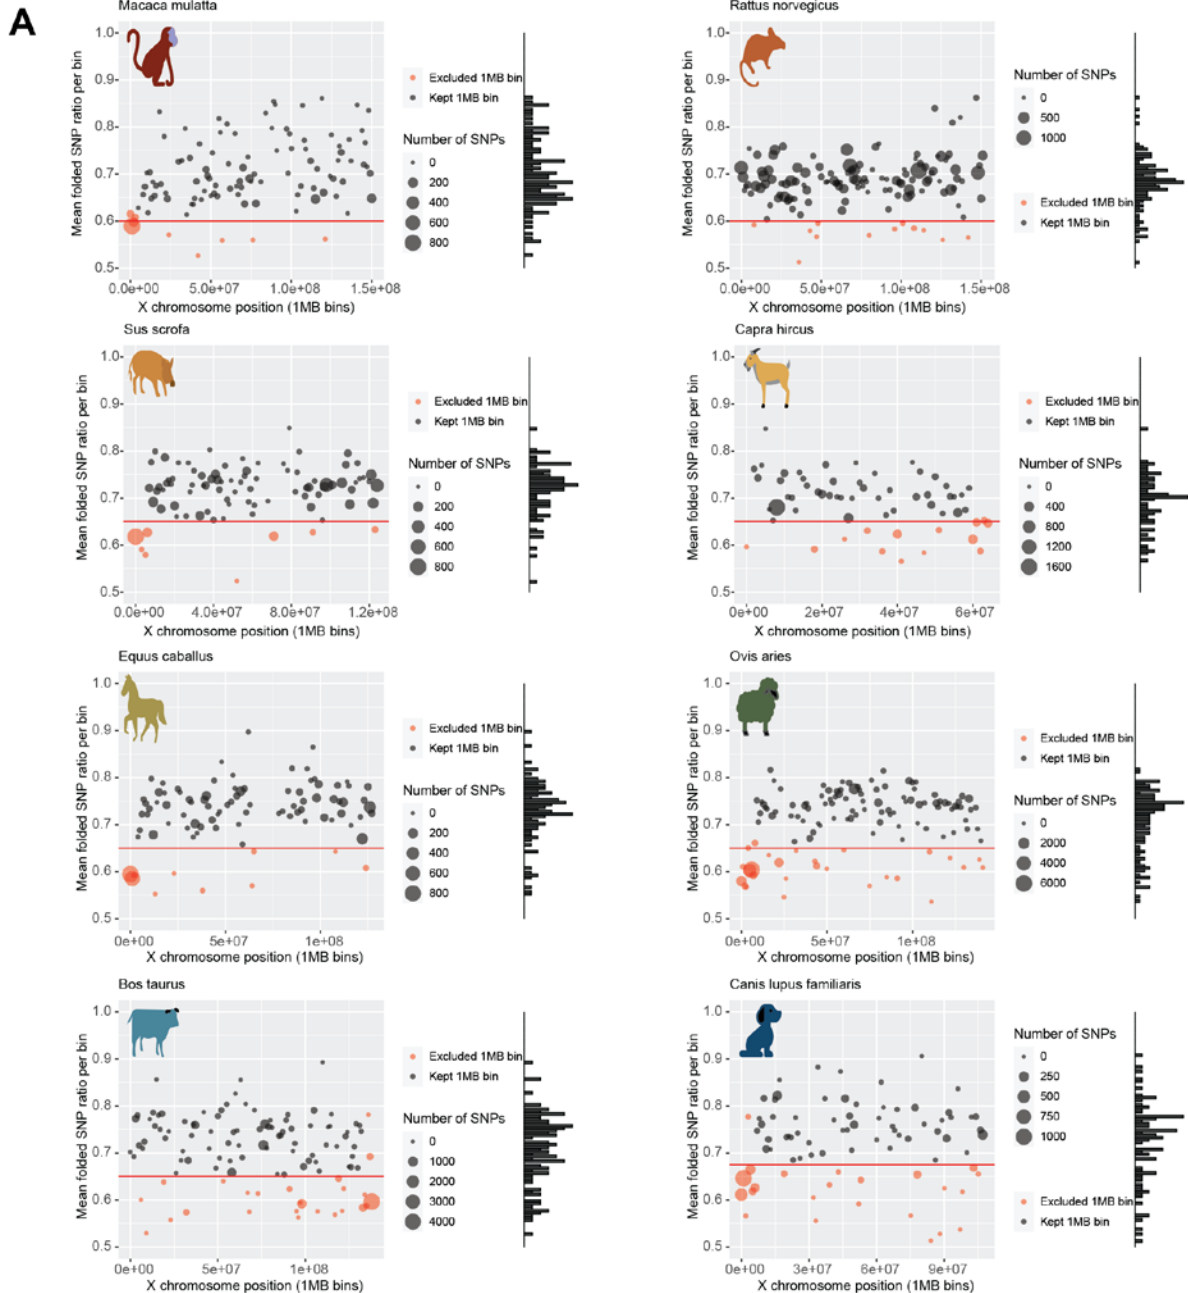 A
Macaca mulatta
Mean folded SNP ratio per bin
1.0
0.9
0.8
0.7
0.6
0.5
0.0e+00 5.0e+07 1.0e+08 1.5e+08
X chromosome position (1MB bins)
Excluded 1MB bin
Kept 1MB bin
Number of SNPs
0
200
400
600
800
Rattus norvegicus
Mean folded SNP ratio per bin
1.0
0.9
0.8
0.7
0.6
0.5
0.0e+00 5.0e+07 1.0e+08 1.5e+08
X chromosome position (1MB bins)
Number of SNPs
0
500
1000
Excluded 1MB bin
Kept 1MB bin
Sus scrofa
Mean folded SNP ratio per bin
1.0
0.9
0.8
0.7
0.6
0.5
0.0e+00 4.0e+07 8.0e+07 1.2e+08
X chromosome position (1MB bins)
Excluded 1MB bin
Kept 1MB bin
Number of SNPs
0
200
400
600
800
Capra hircus
Mean folded SNP ratio per bin
1.0
0.9
0.8
0.7
0.6
0.5
0e+00 2e+07 4e+07 6e+07
X chromosome position (1MB bins)
Excluded 1MB bin
Kept 1MB bin
Number of SNPs
0
400
800
1200
1600
Equus caballus
Mean folded SNP ratio per bin
1.0
0.9
0.8
0.7
0.6
0.5
0e+00 5e+07 1e+08
X chromosome position (1MB bins)
Excluded 1MB bin
Kept 1MB bin
Number of SNPs
0
200
400
600
800
Ovis aries
Mean folded SNP ratio per bin
1.0
0.9
0.8
0.7
0.6
0.5
0e+00 5e+07 1e+08
X chromosome position (1MB bins)
Excluded 1MB bin
Kept 1MB bin
Number of SNPs
0
2000
4000
6000
Bos taurus
Mean folded SNP ratio per bin
1.0
0.9
0.8
0.7
0.6
0.5
0e+00 5e+07 1e+08
X chromosome position (1MB bins)
Excluded 1MB bin
Kept 1MB bin
Number of SNPs
0
1000
2000
3000
4000
Canis lupus familiaris
Mean folded SNP ratio per bin
1.0
0.9
0.8
0.7
0.6
0.5
0e+00 3e+07 6e+07 9e+07
X chromosome position (1MB bins)
Number of SNPs
0
250
500
750
1000
Excluded 1MB bin
Kept 1MB bin